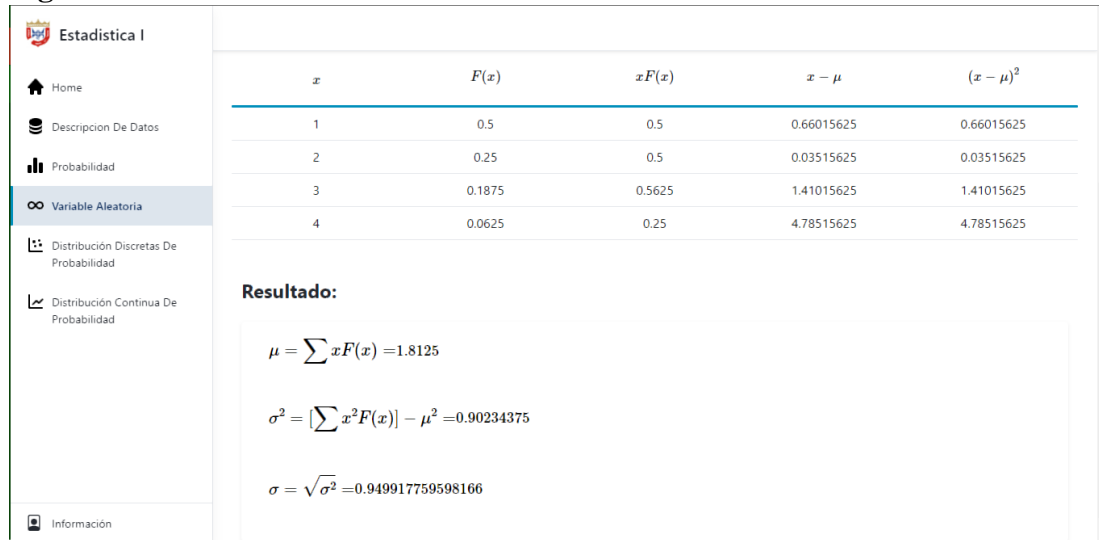 Estadistica I
Home
Descripcion De Datos
Probabilidad
Variable Aleatoria
Distribución Discretas De
Probabilidad
Distribución Continua De
Probabilidad
Información
x F(x) xF(x) x − μ (x − μ)²
1 0.5 0.5 0.66015625 0.66015625
2 0.25 0.5 0.03515625 0.03515625
3 0.1875 0.5625 1.41015625 1.41015625
4 0.0625 0.25 4.78515625 4.78515625
Resultado:
μ = ∑ xF(x) =1.8125
σ² = [∑ x²F(x)] − μ² =0.90234375
σ = √σ² =0.949917759598166